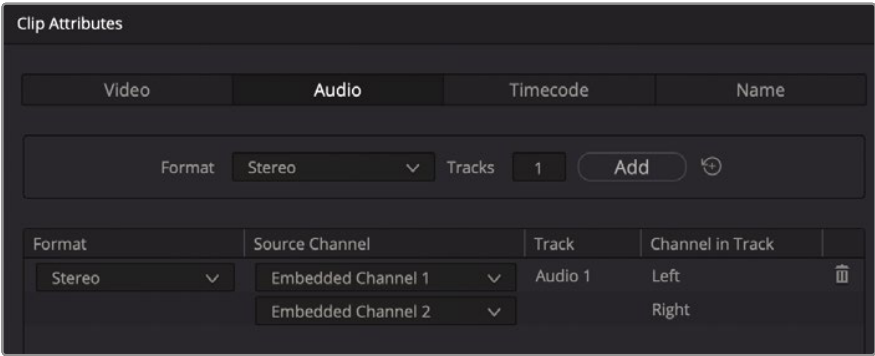 Clip Attributes
Video Audio Timecode Name
Format Stereo Tracks 1 Add
Format Source Channel Track Channel in Track
Stereo Embedded Channel 1 Audio 1 Left
Embedded Channel 2 Right